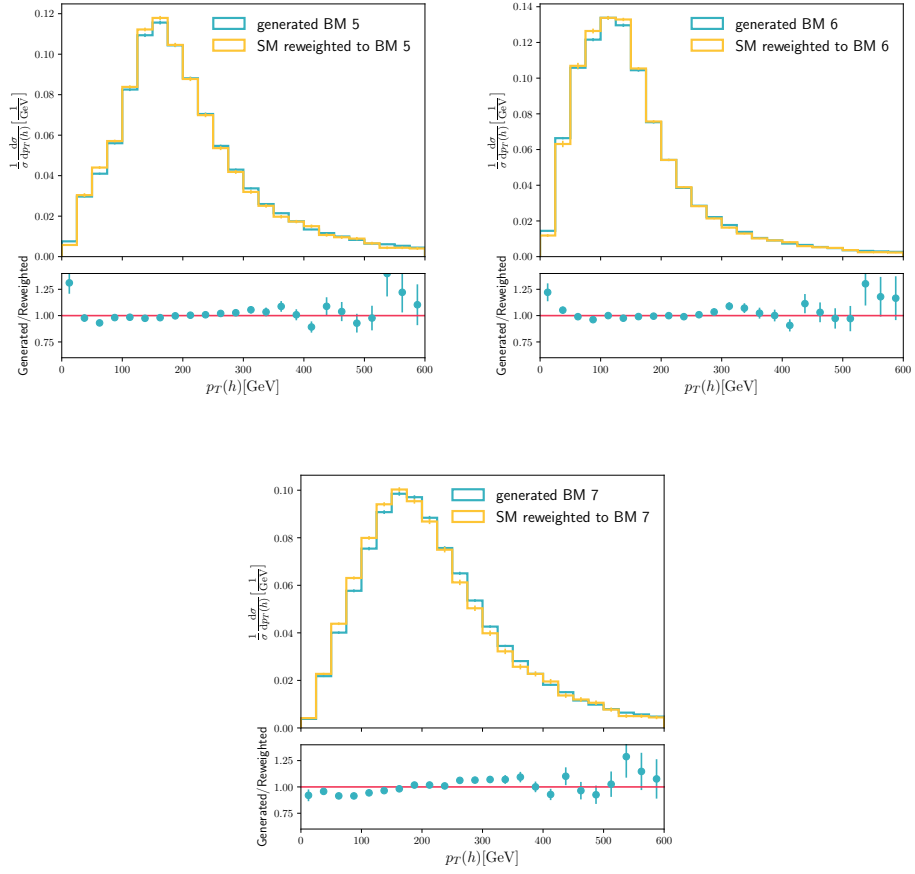 generated BM 5
SM reweighted to BM 5
0.12
0.10
0.08
0.06
0.04
0.02
0.00
1/σ dσ/dp_T(h) [1/GeV]
Generated/Reweighted
1.25
1.00
0.75
0 100 200 300 400 500 600
p_T(h)[GeV]
generated BM 6
SM reweighted to BM 6
0.14
0.12
0.10
0.08
0.06
0.04
0.02
0.00
1/σ dσ/dp_T(h) [1/GeV]
Generated/Reweighted
1.25
1.00
0.75
0 100 200 300 400 500 600
p_T(h)[GeV]
generated BM 7
SM reweighted to BM 7
0.10
0.08
0.06
0.04
0.02
0.00
1/σ dσ/dp_T(h) [1/GeV]
Generated/Reweighted
1.25
1.00
0.75
0 100 200 300 400 500 600
p_T(h)[GeV]